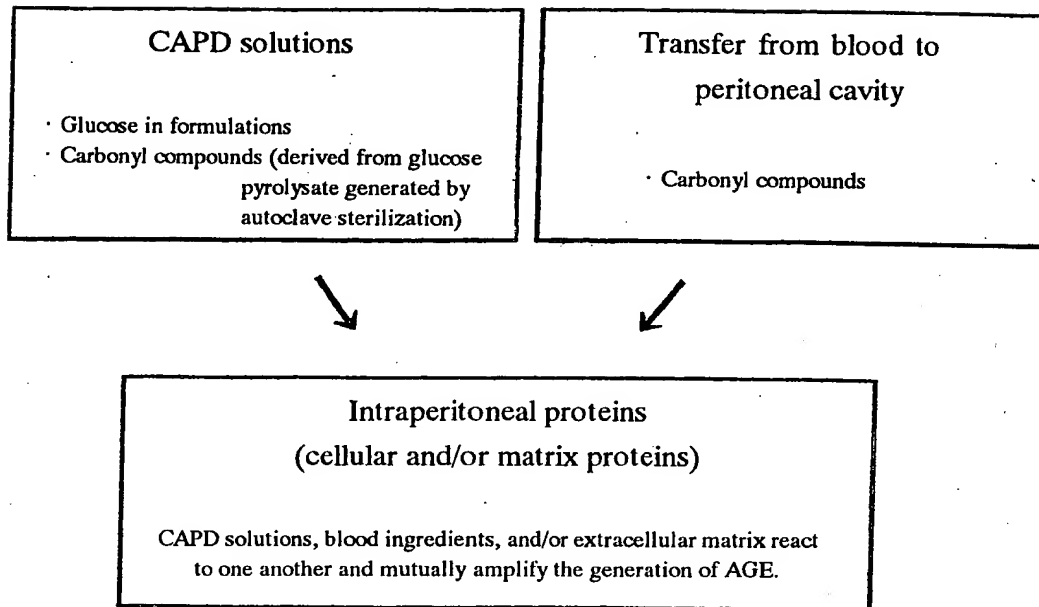 CAPD solutions
· Glucose in formulations
· Carbonyl compounds (derived from glucose
pyrolysate generated by
autoclave sterilization)
Transfer from blood to
peritoneal cavity
· Carbonyl compounds
Intraperitoneal proteins
(cellular and/or matrix proteins)
CAPD solutions, blood ingredients, and/or extracellular matrix react
to one another and mutually amplify the generation of AGE.